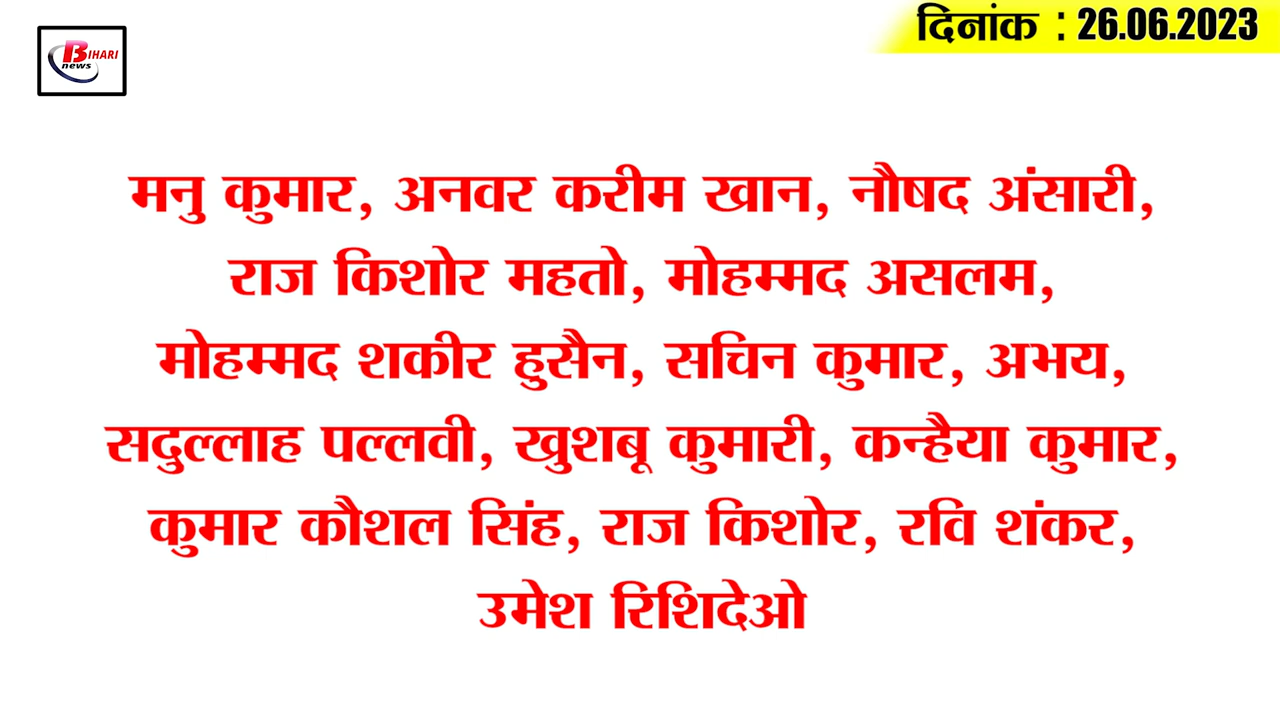 BIHARI
news
दिनांक : 26.06.2023
मनु कुमार, अनवर करीम खान, नौषद अंसारी,
राज किशोर महतो, मोहम्मद असलम,
मोहम्मद शकीर हुसैन, सचिन कुमार, अभय,
सदुल्लाह पल्लवी, खुशबू कुमारी, कन्हैया कुमार,
कुमार कौशल सिंह, राज किशोर, रवि शंकर,
उमेश रिशिदेओ